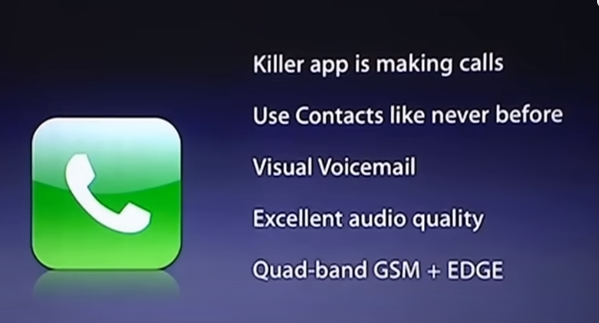 Killer app is making calls
Use Contacts like never before
Visual Voicemail
Excellent audio quality
Quad-band GSM + EDGE